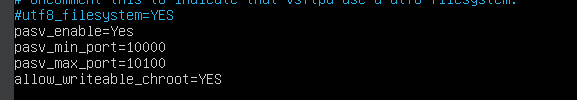 # Uncomment this to indicate that vsftpd use a utf8 filesystem.
#utf8_filesystem=YES
pasv_enable=Yes
pasv_min_port=10000
pasv_max_port=10100
allow_writeable_chroot=YES